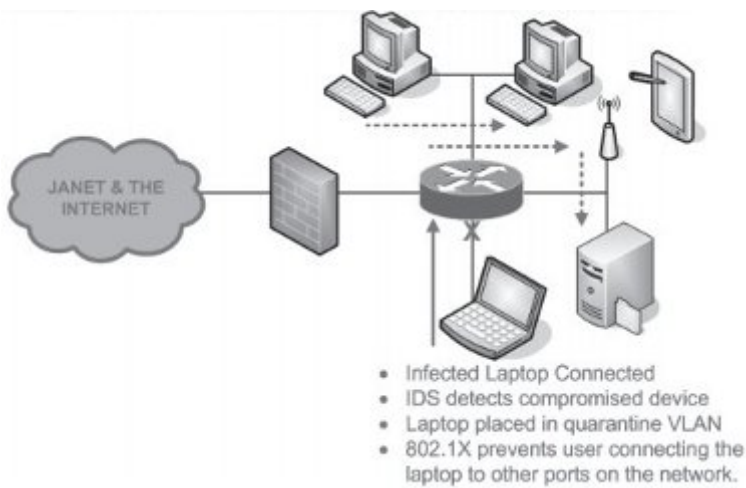 JANET & THE
INTERNET
X
• Infected Laptop Connected
• IDS detects compromised device
• Laptop placed in quarantine VLAN
• 802.1X prevents user connecting the
laptop to other ports on the network.